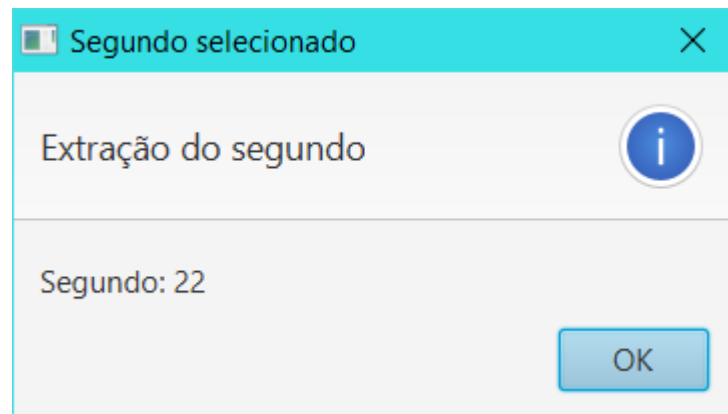 Segundo selecionado
Extração do segundo
i
Segundo: 22
OK